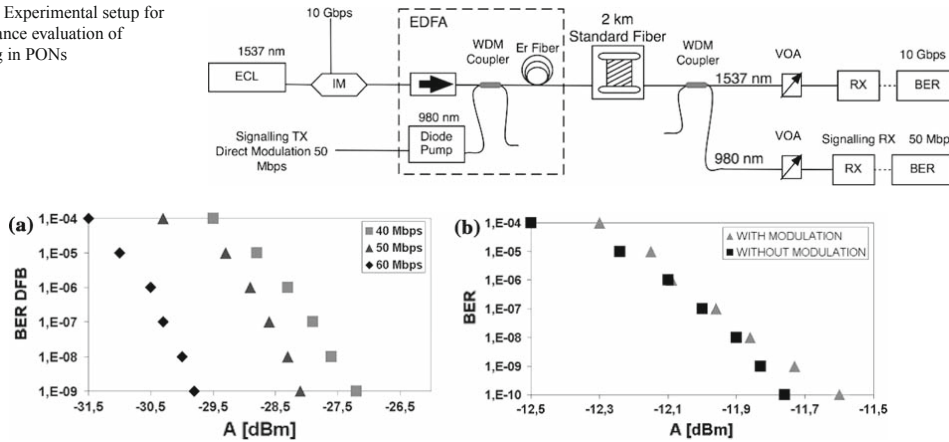 Experimental setup for
ance evaluation of
g in PONs
10 Gbps
1537 nm
ECL
IM
EDFA
WDM
Coupler
Er Fiber
980 nm
Diode
Pump
Signalling TX
Direct Modulation 50
Mbps
2 km
Standard Fiber
WDM
Coupler
1537 nm
VOA
10 Gbps
RX
BER
980 nm
VOA
Signalling RX
50 Mbp
RX
BER
(a)
BER DFB
1,E-04
1,E-05
1,E-06
1,E-07
1,E-08
1,E-09
40 Mbps
50 Mbps
60 Mbps
-31,5 -30,5 -29,5 -28,5 -27,5 -26,5
A [dBm]
(b)
BER
1,E-04
1,E-05
1,E-06
1,E-07
1,E-08
1,E-09
1,E-10
WITH MODULATION
WITHOUT MODULATION
-12,5 -12,3 -12,1 -11,9 -11,7 -11,5
A [dBm]